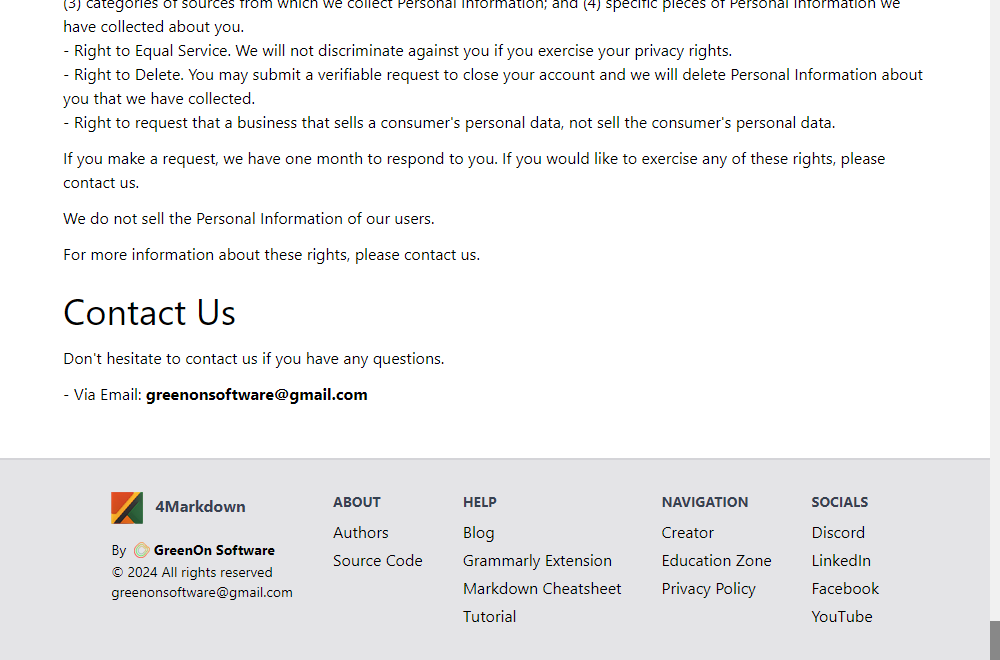 (3) categories of sources from which we collect Personal Information; and (4) specific pieces of Personal Information we
have collected about you.
- Right to Equal Service. We will not discriminate against you if you exercise your privacy rights.
- Right to Delete. You may submit a verifiable request to close your account and we will delete Personal Information about
you that we have collected.
- Right to request that a business that sells a consumer's personal data, not sell the consumer's personal data.
If you make a request, we have one month to respond to you. If you would like to exercise any of these rights, please
contact us.
We do not sell the Personal Information of our users.
For more information about these rights, please contact us.
Contact Us
Don't hesitate to contact us if you have any questions.
- Via Email: greenonsoftware@gmail.com
4Markdown
By GreenOn Software
© 2024 All rights reserved
greenonsoftware@gmail.com
ABOUT
Authors
Source Code
HELP
Blog
Grammarly Extension
Markdown Cheatsheet
Tutorial
NAVIGATION
Creator
Education Zone
Privacy Policy
SOCIALS
Discord
LinkedIn
Facebook
YouTube